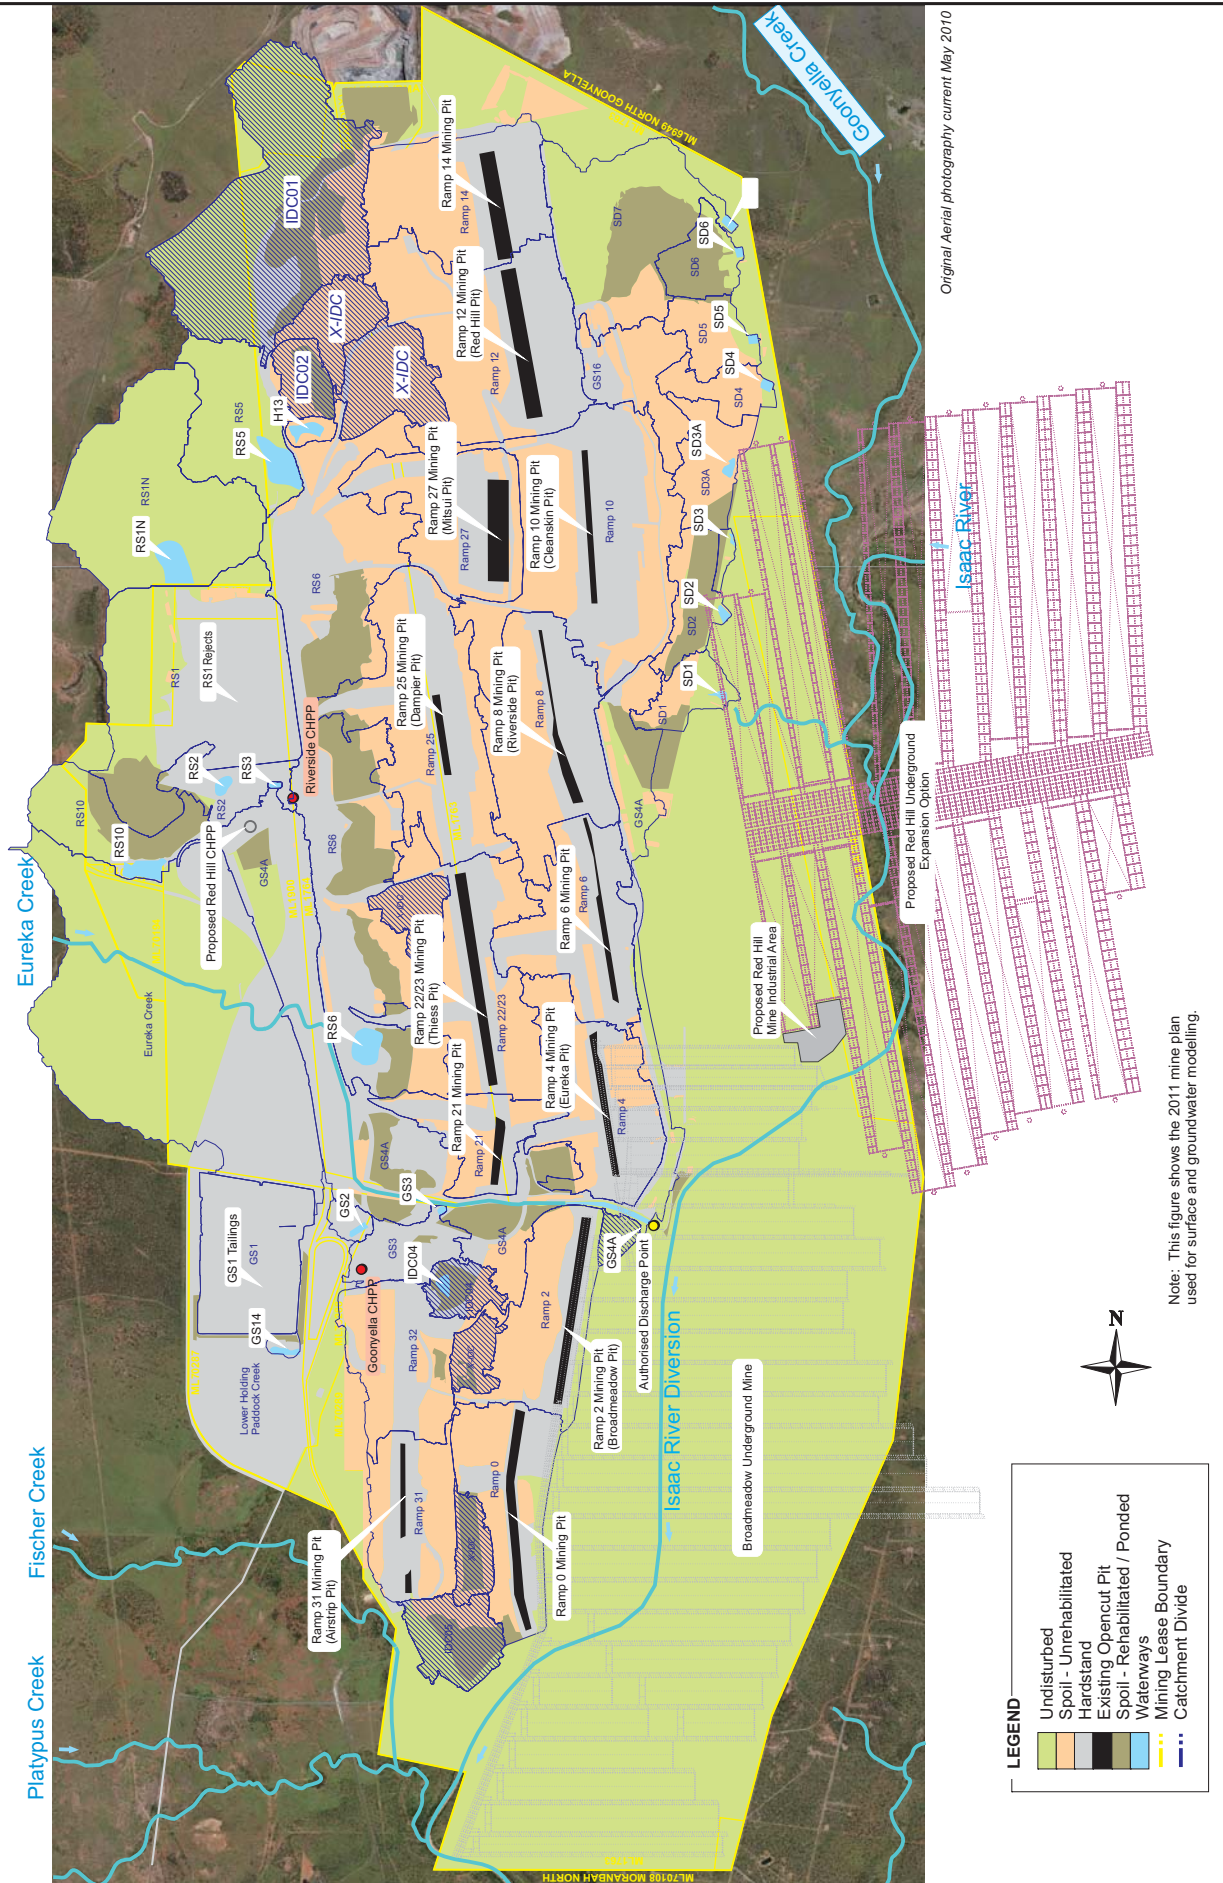 Platypus Creek
Fischer Creek
Eureka Creek
Goonyella Creek
Original Aerial photography current May 2010
ML6949 NORTH GOONYELLA
IDC01
X-IDC
IDC02
X-IDC
H13
RS5
RS5
RS1N
RS1N
RS1
RS1 Rejects
RS6
RS10
RS10
RS2
RS2
RS3
Riverside CHPP
Proposed Red Hill CHPP
GS4A
RS6
Eureka Creek
RS6
GS1 Tailings
GS1
GS14
Lower Holding
Paddock Creek
GS2
GS3
GS3
GS4A
GS4A
IDC04
Goonyella CHPP
Ramp 32
Ramp 31 Mining Pit
(Airstrip Pit)
Ramp 31
Ramp 0
Ramp 0 Mining Pit
Ramp 2
Ramp 2 Mining Pit
(Broadmeadow Pit)
GS4A
Authorised Discharge Point
Isaac River Diversion
Broadmeadow Underground Mine
Ramp 21 Mining Pit
Ramp 21
Ramp 22/23 Mining Pit
(Thiess Pit)
Ramp 22/23
Ramp 4 Mining Pit
(Eureka Pit)
Ramp 4
Ramp 6 Mining Pit
Ramp 6
Ramp 25 Mining Pit
(Dampier Pit)
Ramp 25
Ramp 8 Mining Pit
(Riverside Pit)
Ramp 8
Ramp 27 Mining Pit
(Mitsui Pit)
Ramp 27
Ramp 10 Mining Pit
(Cleanskin Pit)
Ramp 10
Ramp 12 Mining Pit
(Red Hill Pit)
Ramp 12
Ramp 14 Mining Pit
Ramp 14
GS16
SD7
SD6
SD6
SD5
SD5
SD4
SD4
SD3A
SD3A
SD3
SD2
SD2
SD1
SD1
GS4A
Isaac River
Proposed Red Hill Underground
Expansion Option
Proposed Red Hill
Mine Industrial Area
ML70108 MORANBAH NORTH
Note: This figure shows the 2011 mine plan
used for surface and groundwater modelling.
N
LEGEND
Undisturbed
Spoil - Unrehabilitated
Hardstand
Existing Opencut Pit
Spoil - Rehabilitated / Ponded
Waterways
Mining Lease Boundary
Catchment Divide